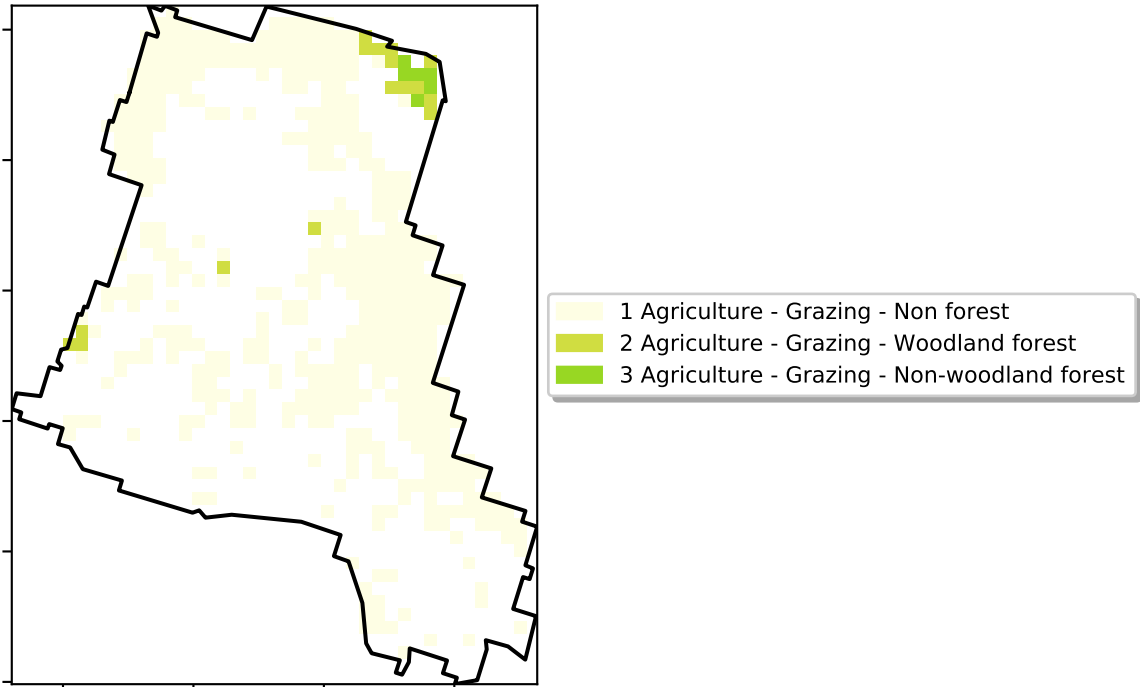 1 Agriculture - Grazing - Non forest
2 Agriculture - Grazing - Woodland forest
3 Agriculture - Grazing - Non-woodland forest